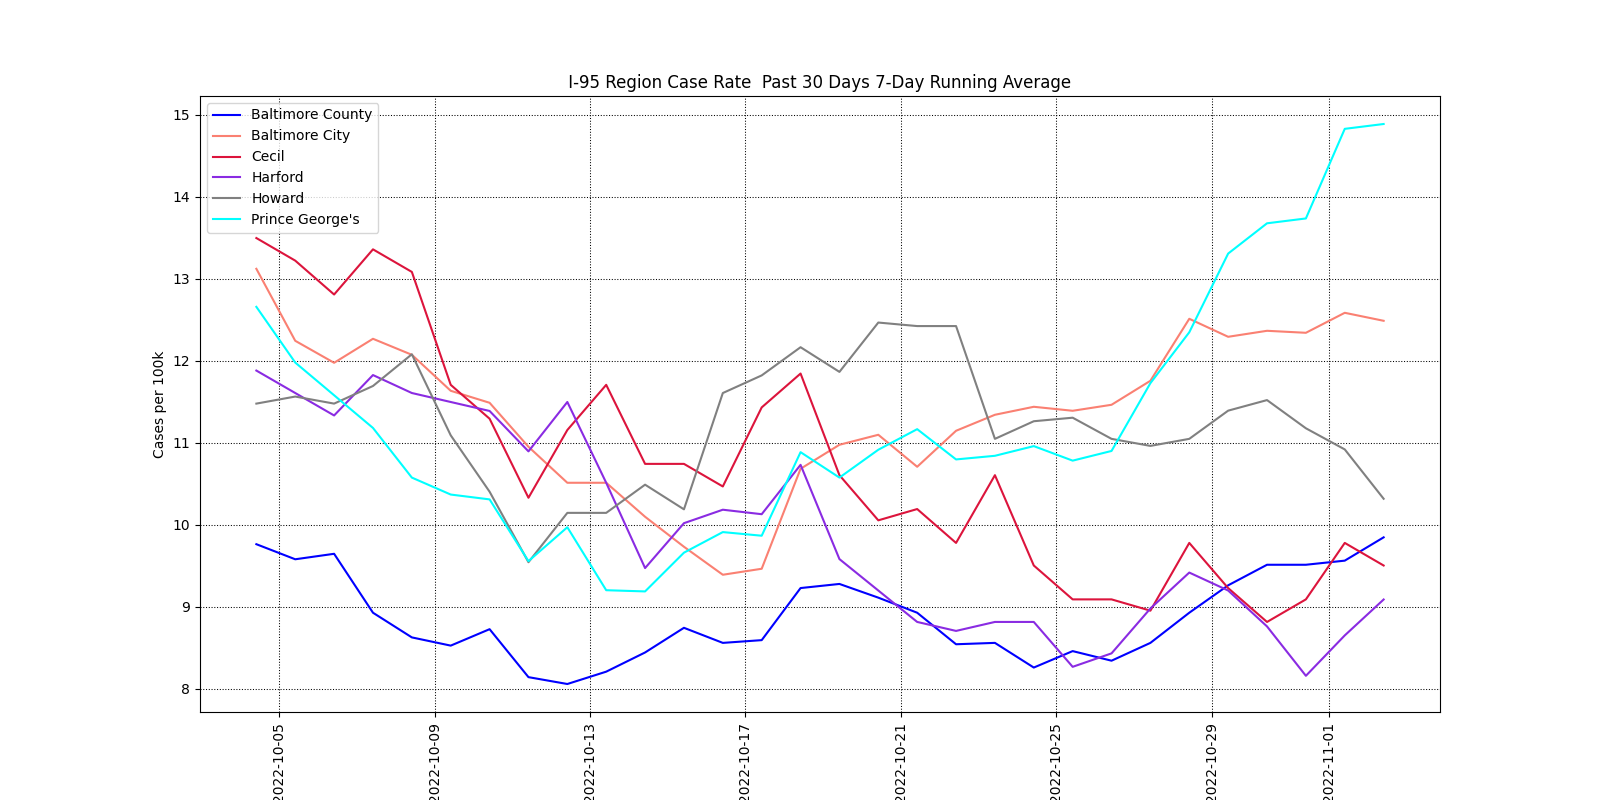 I-95 Region Case Rate  Past 30 Days 7-Day Running Average
Baltimore County
Baltimore City
Cecil
Harford
Howard
Prince George's
Cases per 100k
15
14
13
12
11
10
9
8
2022-10-05
2022-10-09
2022-10-13
2022-10-17
2022-10-21
2022-10-25
2022-10-29
2022-11-01